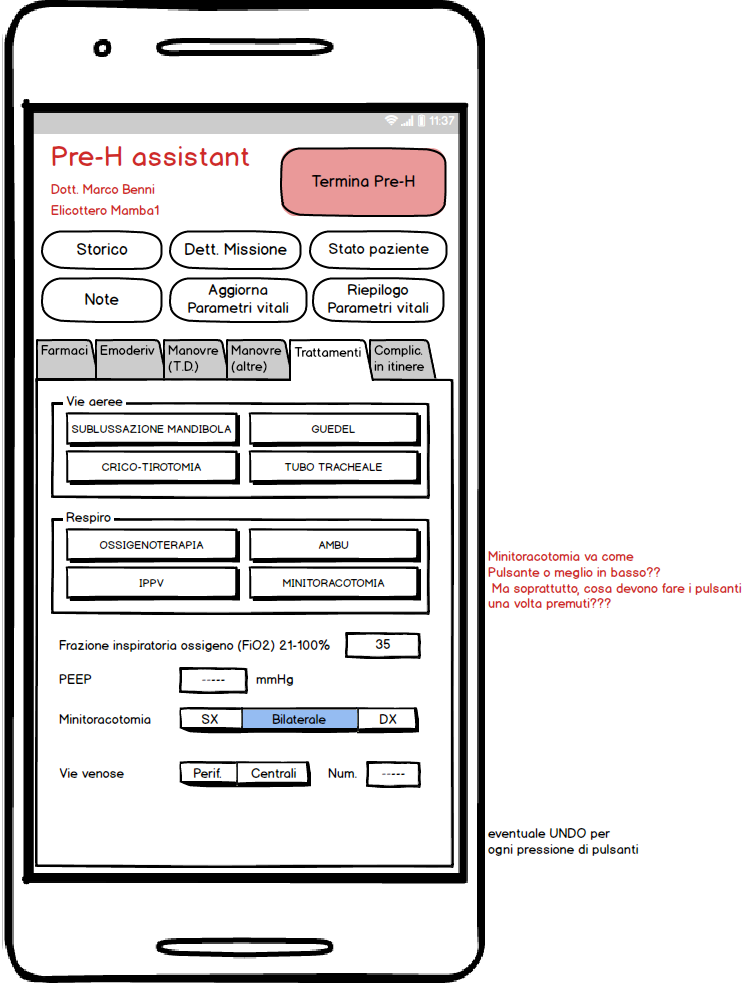 11:37
Pre-H assistant
Dott. Marco Benni
Elicottero Mamba1
Termina Pre-H
Storico
Dett. Missione
Stato paziente
Note
Aggiorna
Parametri vitali
Riepilogo
Parametri vitali
Farmaci
Emoderiv
Manovre
(T.D.)
Manovre
(altre)
Trattamenti
Complic.
in itinere
Vie aeree
SUBLUSSAZIONE MANDIBOLA
GUEDEL
CRICO-TIROTOMIA
TUBO TRACHEALE
Respiro
OSSIGENOTERAPIA
AMBU
IPPV
MINITORACOTOMIA
Frazione inspiratoria ossigeno (FiO2) 21-100%
35
PEEP
-----
mmHg
Minitoracotomia
SX
Bilaterale
DX
Vie venose
Perif.
Centrali
Num.
-----
Minitoracotomia va come
Pulsante o meglio in basso??
Ma soprattutto, cosa devono fare i pulsanti
una volta premuti???
eventuale UNDO per
ogni pressione di pulsanti